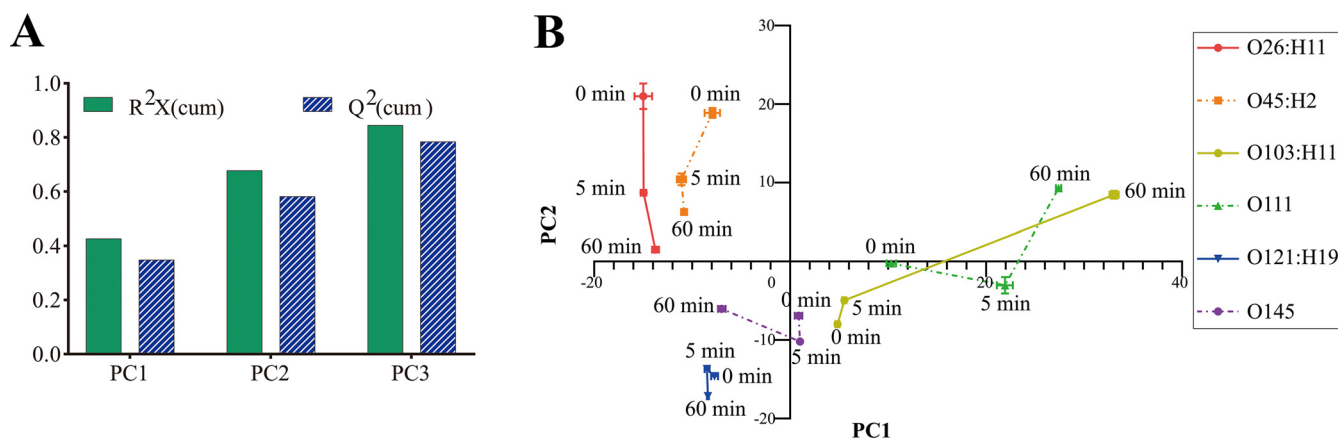 A
R²X(cum)
Q²(cum)
1.0
0.8
0.6
0.4
0.2
0.0
PC1
PC2
PC3
B
PC2
30
20
10
-10
-20
-20
0
20
40
PC1
0 min
5 min
60 min
0 min
5 min
60 min
60 min
0 min
5 min
5 min
0 min
60 min
0 min
5 min
60 min
60 min
5 min
0 min
O26:H11
O45:H2
O103:H11
O111
O121:H19
O145